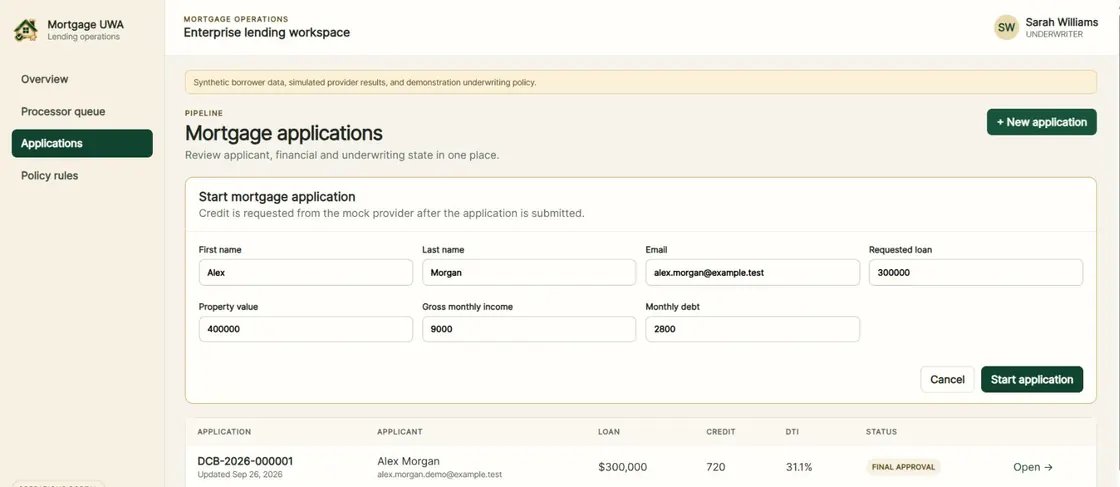 Mortgage UWA
Lending operations
Overview
Processor queue
Applications
Policy rules
MORTGAGE OPERATIONS
Enterprise lending workspace
SW
Sarah Williams
UNDERWRITER
Synthetic borrower data, simulated provider results, and demonstration underwriting policy.
PIPELINE
Mortgage applications
Review applicant, financial and underwriting state in one place.
+ New application
Start mortgage application
Credit is requested from the mock provider after the application is submitted.
First name Last name Email Requested loan
Alex Morgan alex.morgan@example.test 300000
Property value Gross monthly income Monthly debt
400000 9000 2800
Cancel Start application
APPLICATION APPLICANT LOAN CREDIT DTI STATUS
DCB-2026-000001 Alex Morgan $300,000 720 31.1% FINAL APPROVAL Open →
Updated Sep 26, 2026 alex.morgan.demo@example.test